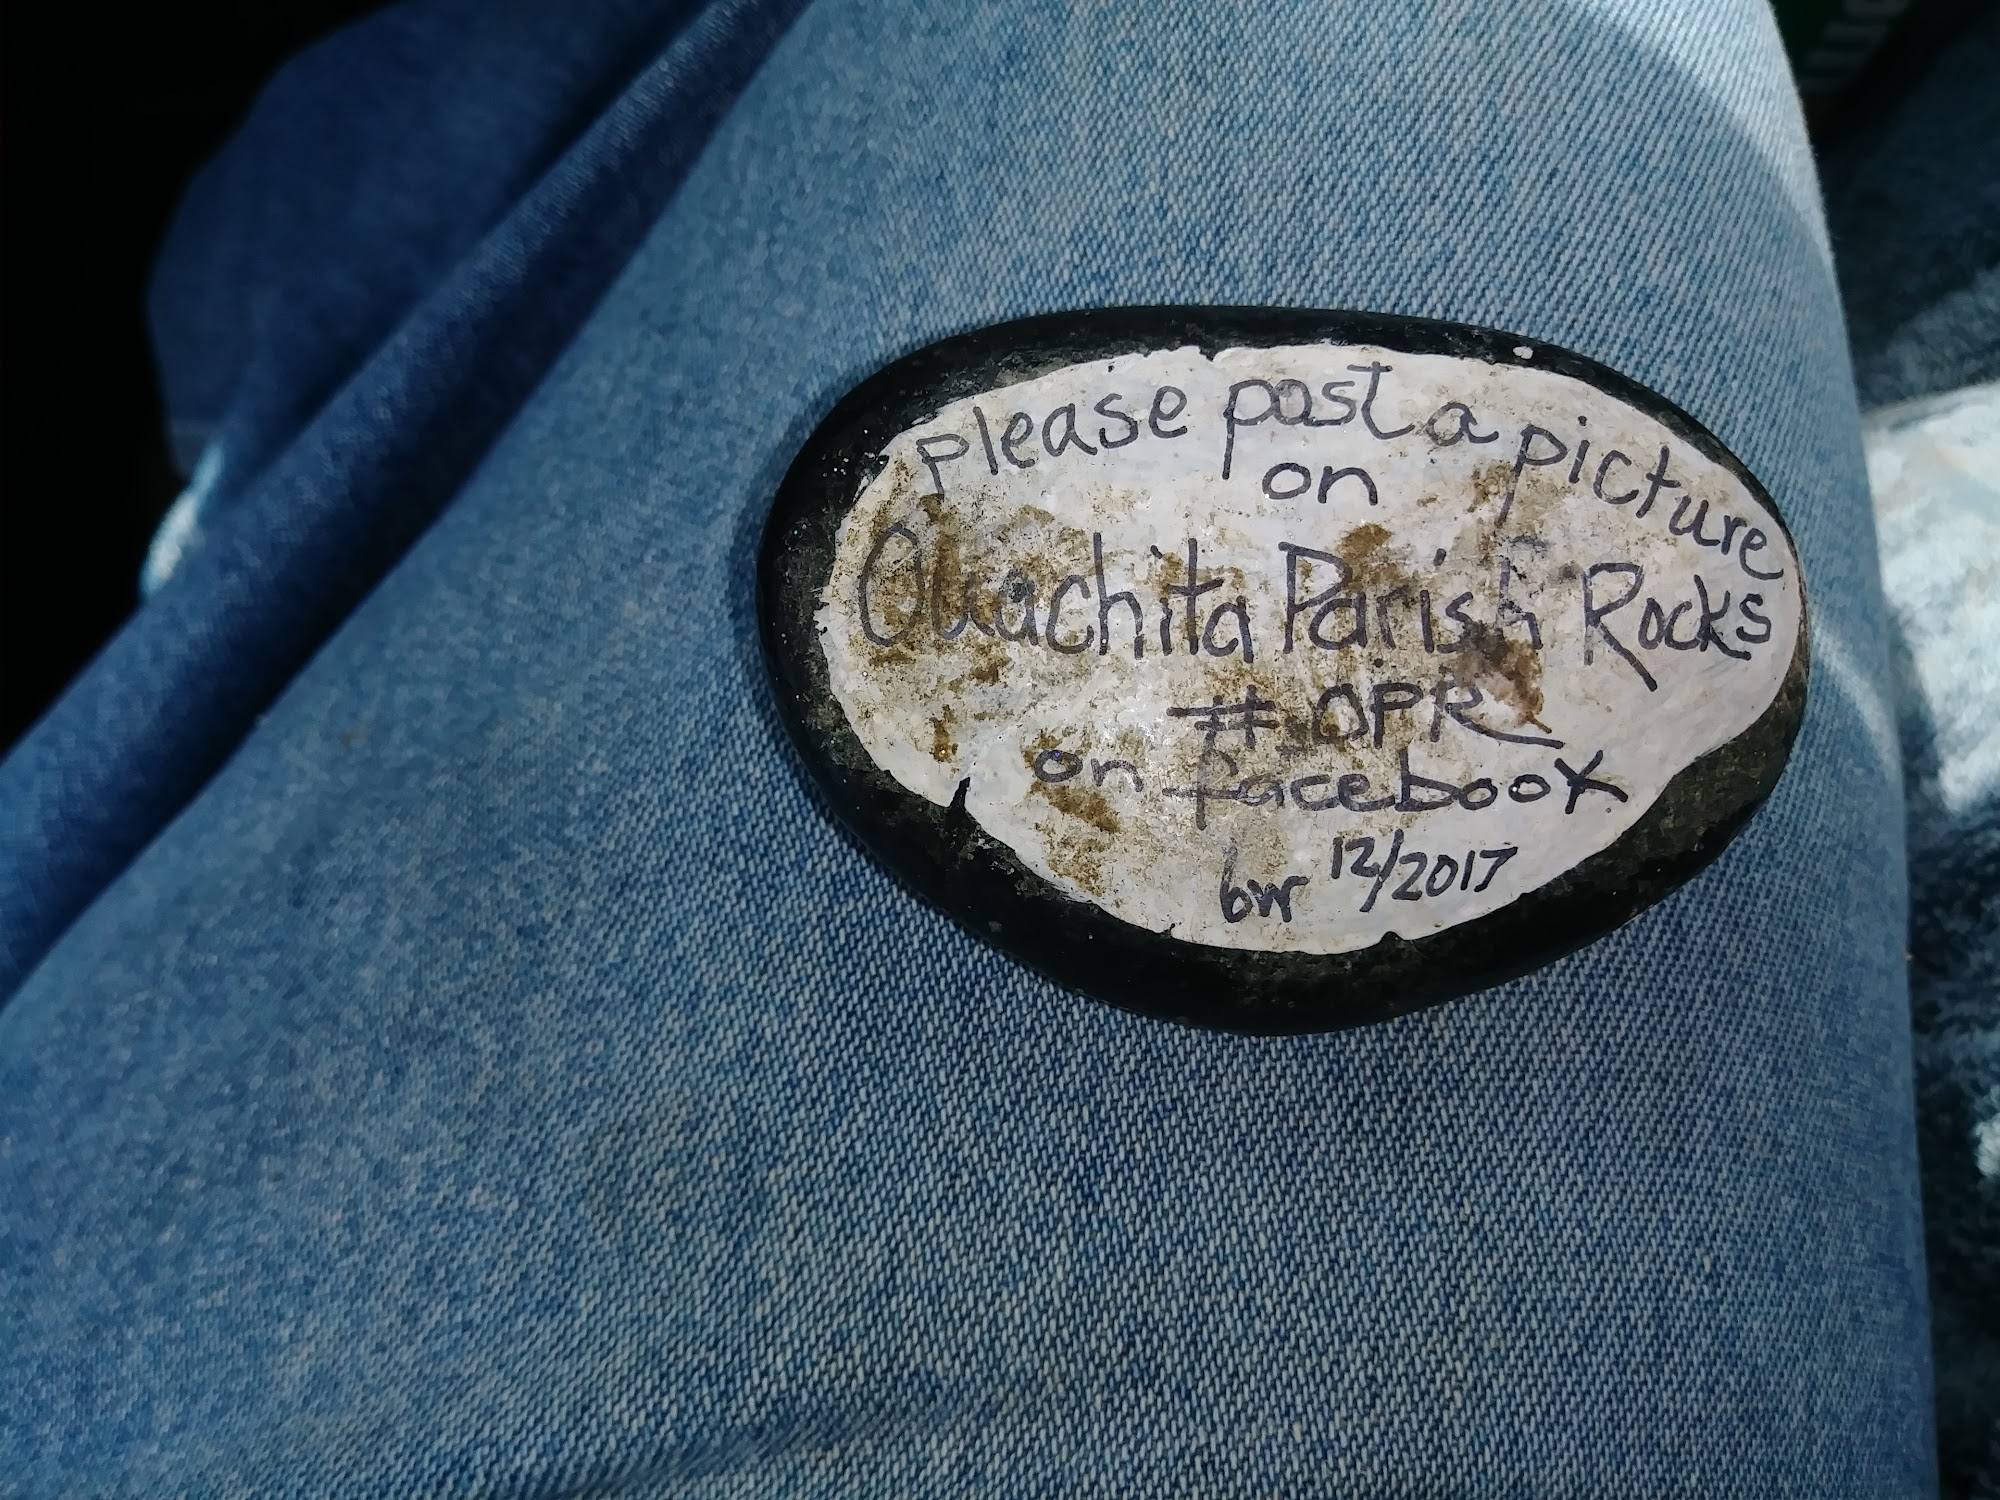 please post a picture
on
Ouachita Parish Rocks
#OPR
on facebook
bw 12/2017